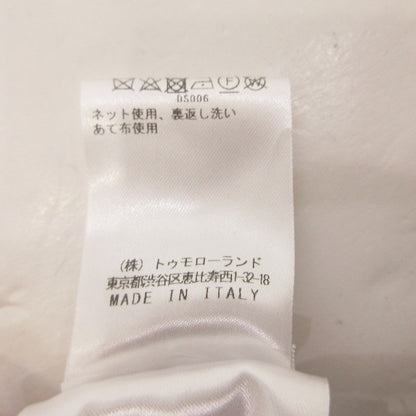 DS006
ネット使用、裏返し洗い
あて布使用
(株) トゥモローランド
東京都渋谷区恵比寿西1-32-18
MADE IN ITALY